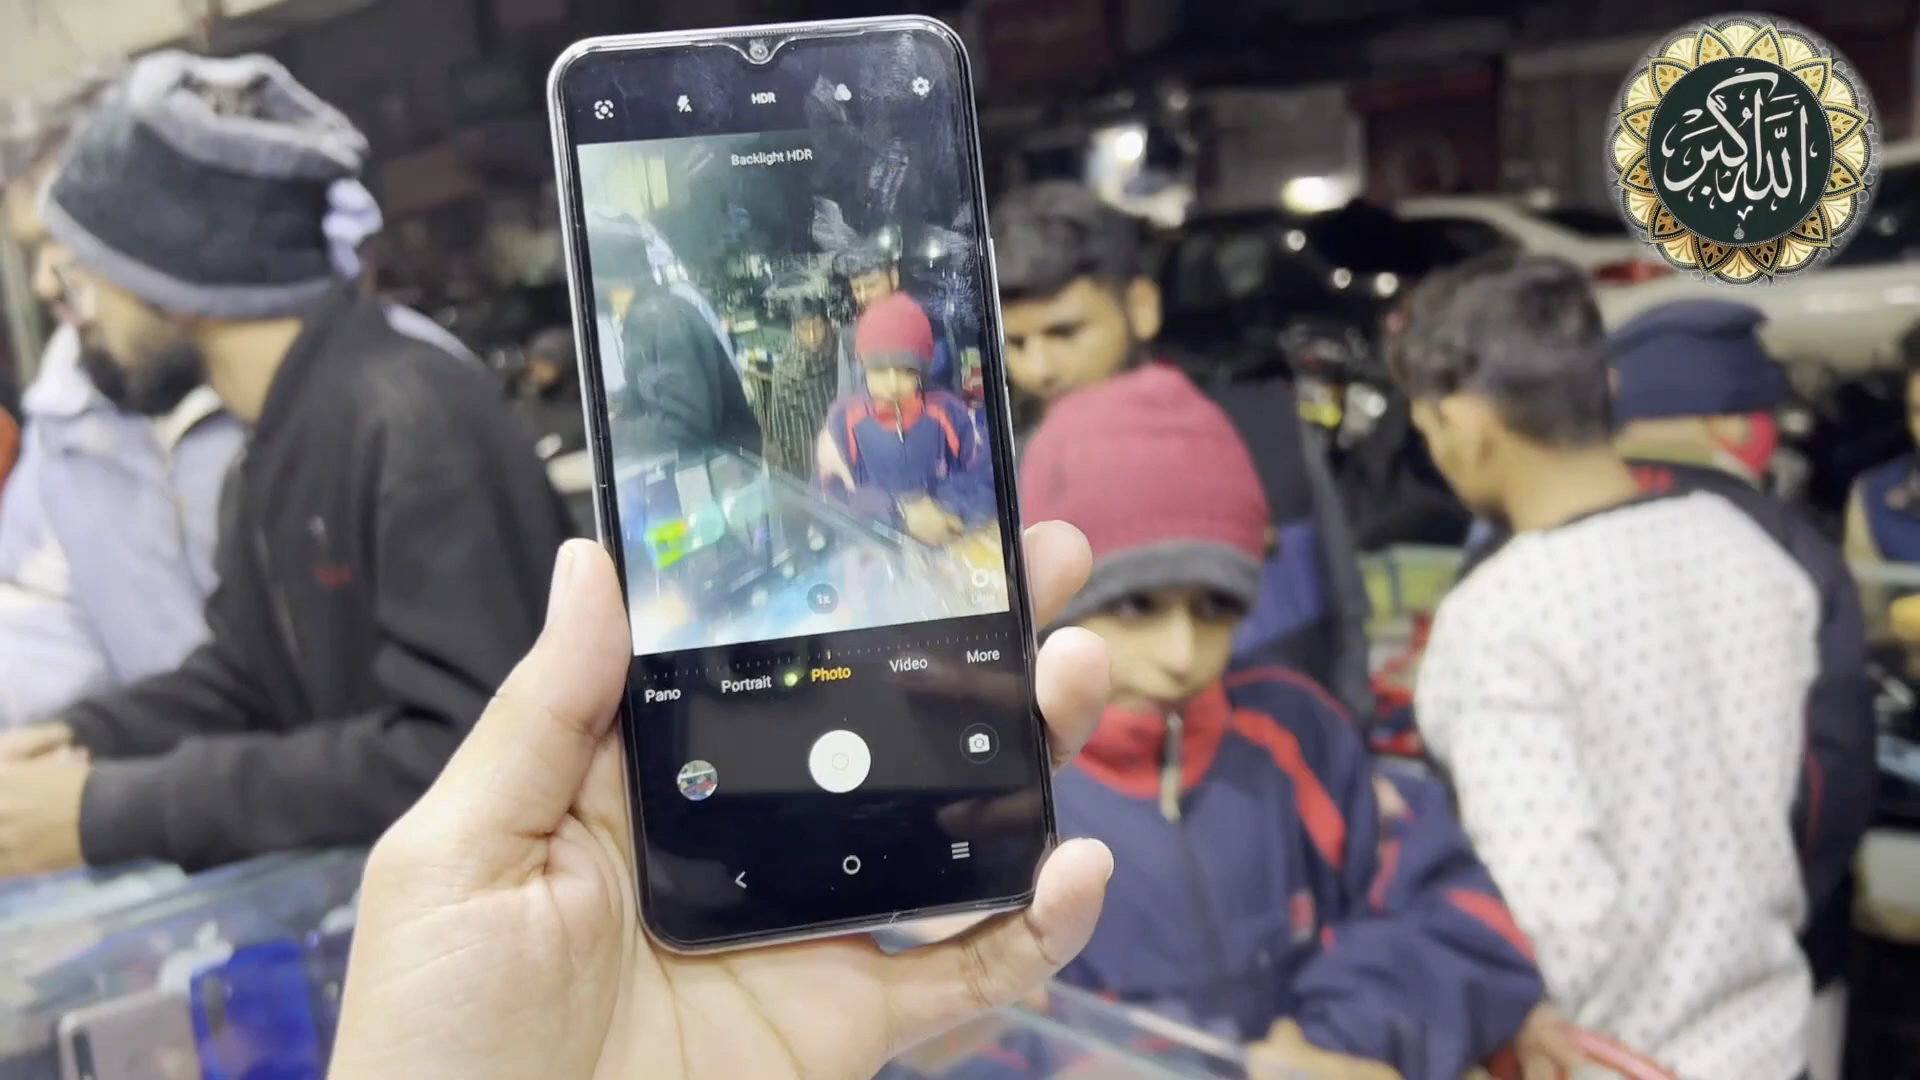 الله أكبر
HDR
Backlight HDR
1x
Pano Portrait Photo Video More